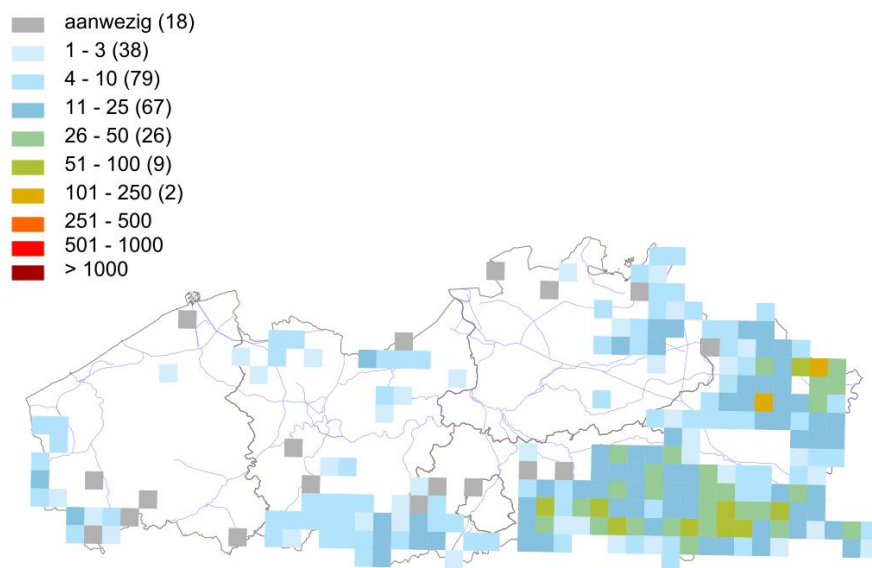 aanwezig (18)
1 - 3 (38)
4 - 10 (79)
11 - 25 (67)
26 - 50 (26)
51 - 100 (9)
101 - 250 (2)
251 - 500
501 - 1000
> 1000